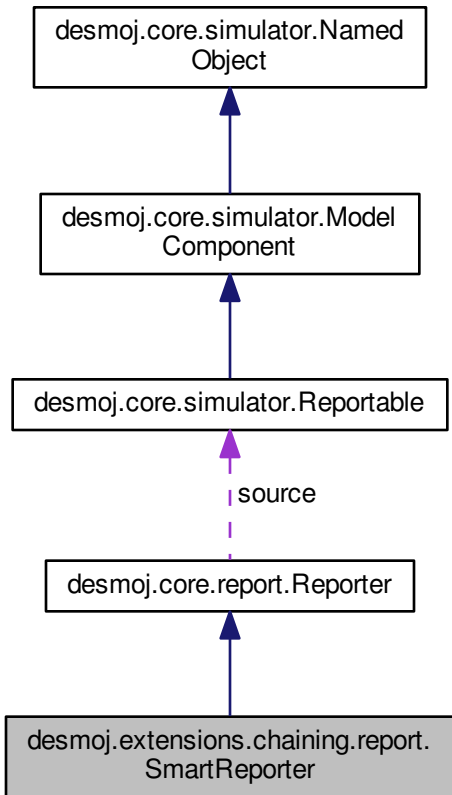 desmoj.core.simulator.Named
Object
desmoj.core.simulator.Model
Component
desmoj.core.simulator.Reportable
source
desmoj.core.report.Reporter
desmoj.extensions.chaining.report.
SmartReporter